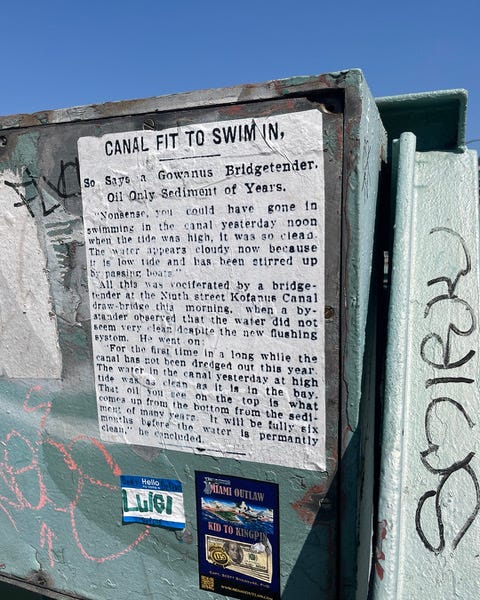 CANAL FIT TO SWIM IN,
So Says a Gowanus Bridgetender.
Oil Only Sediment of Years.
"Nonsense, you could have gone in
swimming in the canal yesterday noon
when the tide was high, it was so clean.
The water appears cloudy now because
it is low tide and has been stirred up
by passing boats."
All this was vociferated by a bridge-
tender at the Ninth street Kofanus Canal
draw-bridge this morning, when a by-
stander observed that the water did not
seem very clean despite the new flushing
system. He went on:
"For the first time in a long while the
canal has not been dredged out this year
The water in the canal yesterday at high
tide was as clean as it is in the bay.
That oil you see on the top is what
comes up from the bottom from the sedi-
ment of many years. It will be fully six
months before the water is permantly
clean, he concluded.
Hello
LUIGI
MIAMI OUTLAW
KID TO KINGPIN